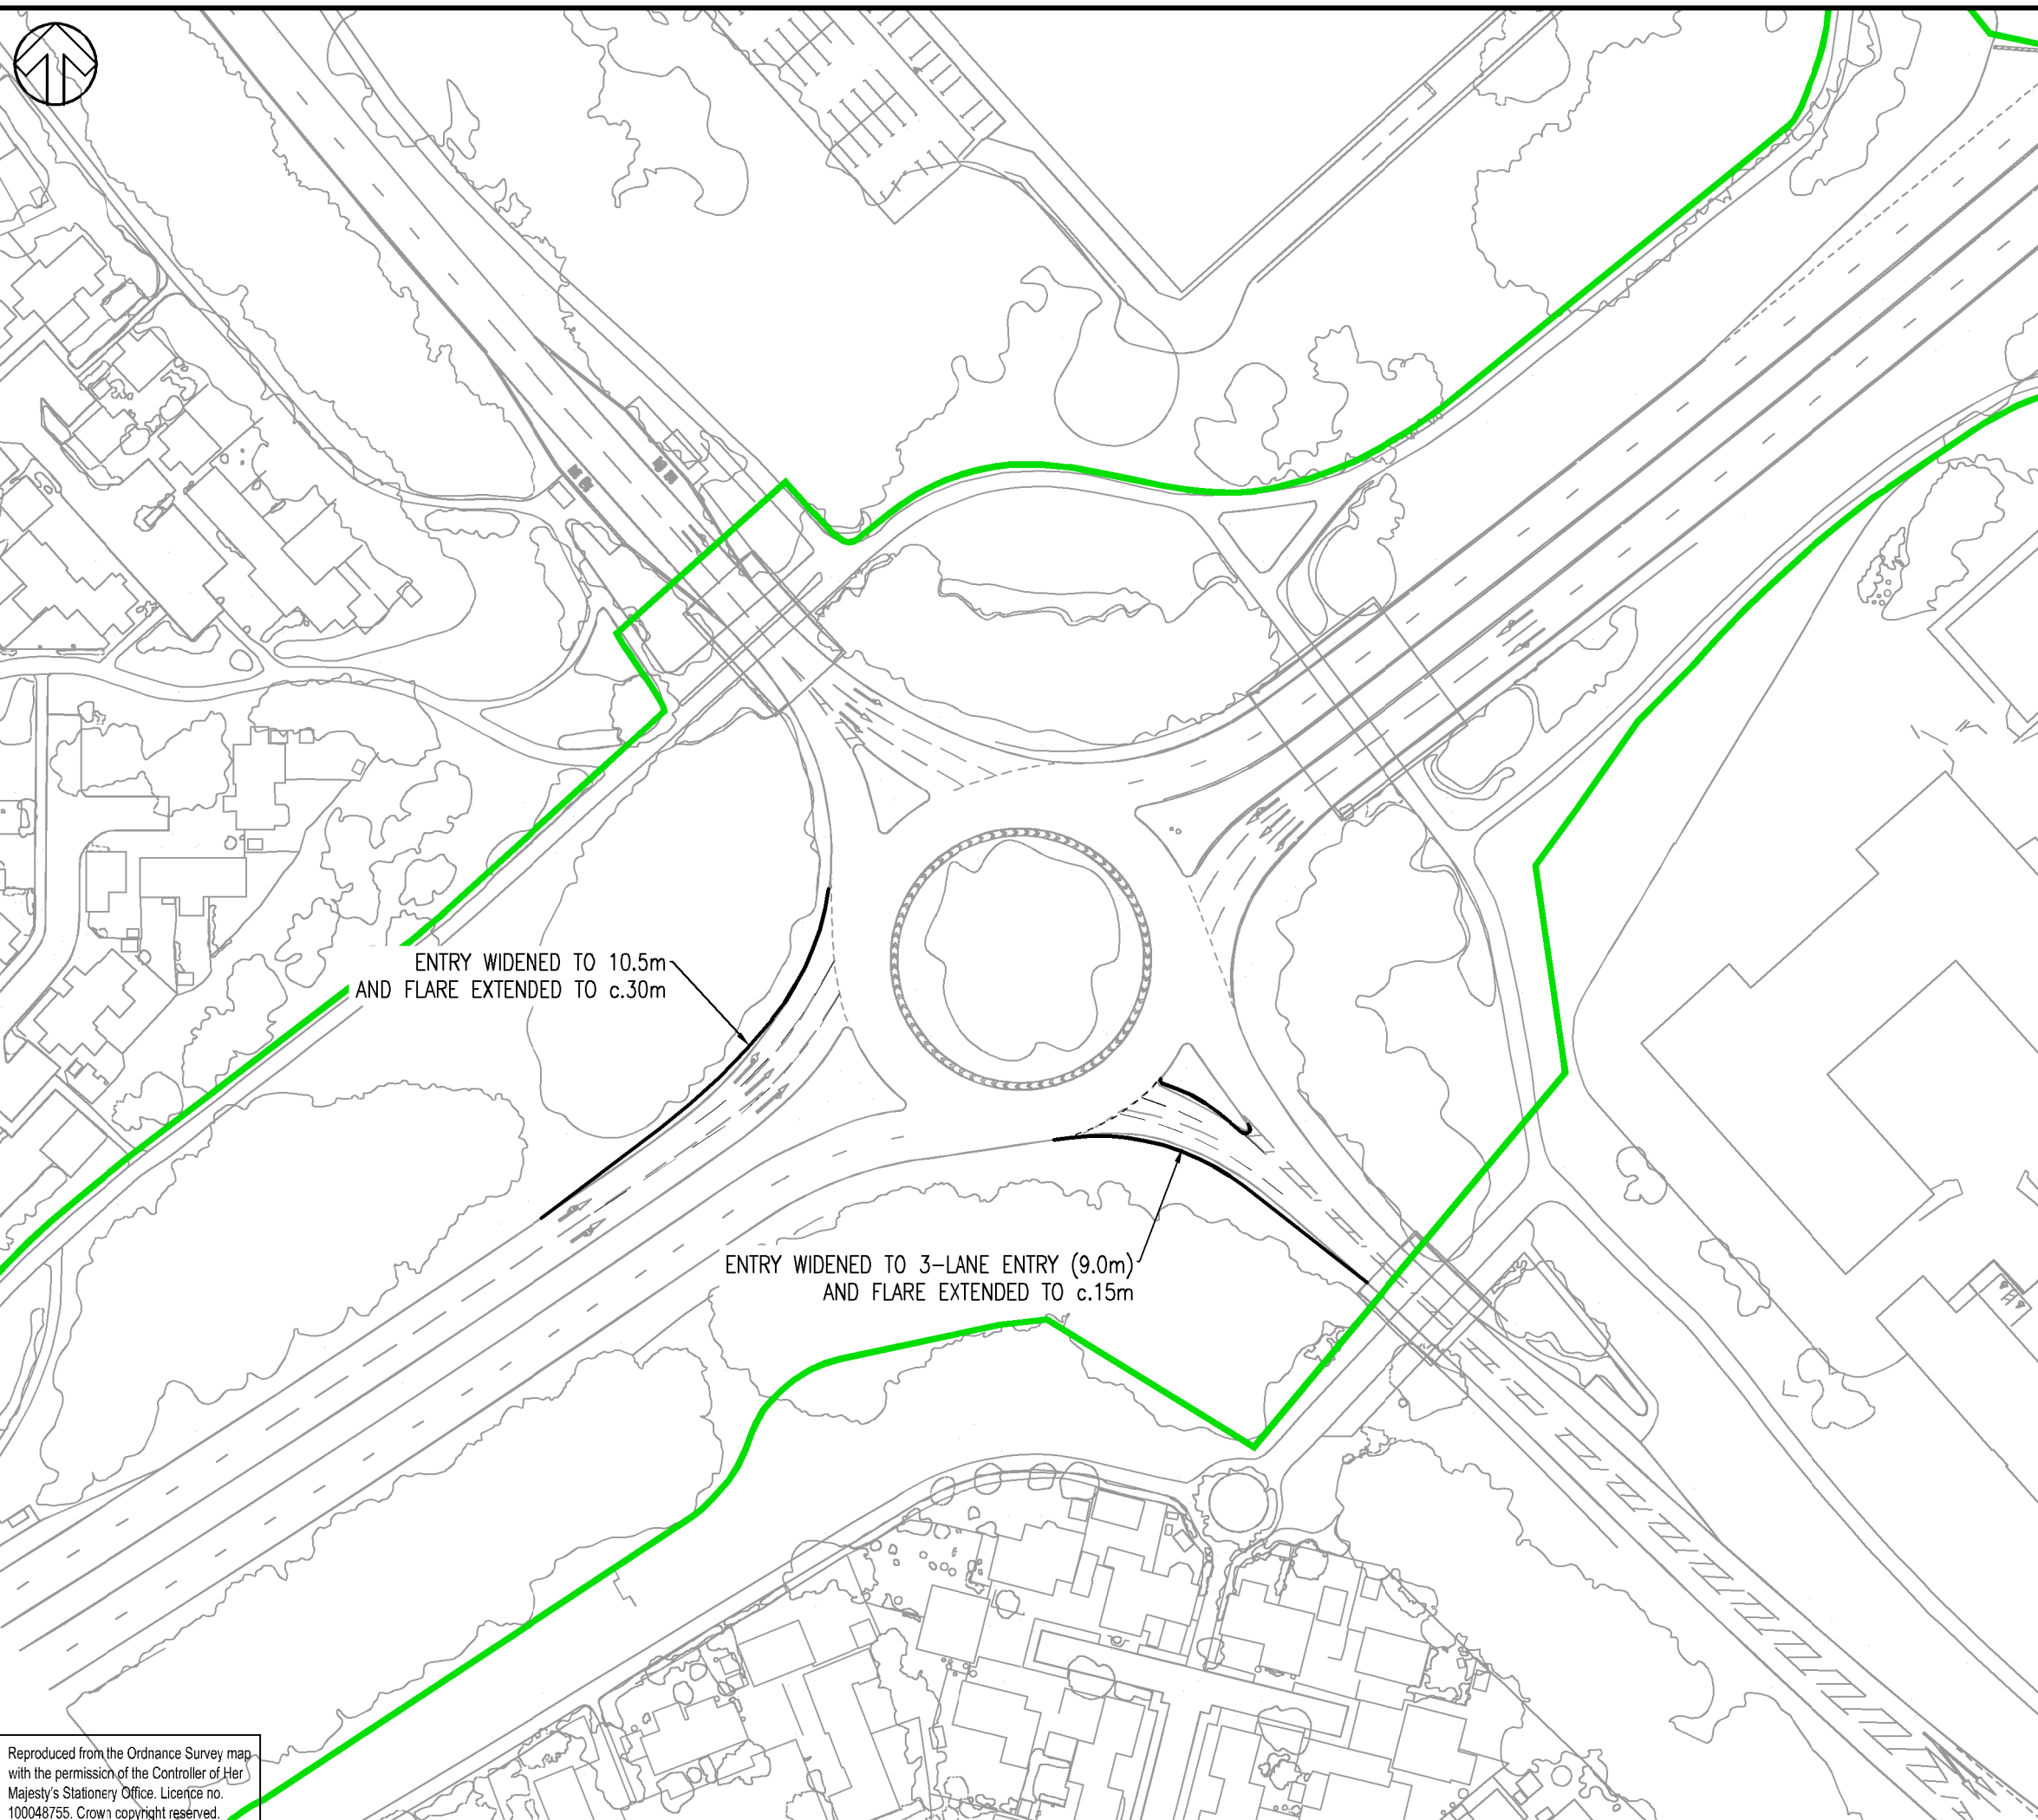 ENTRY WIDENED TO 10.5m
AND FLARE EXTENDED TO c.30m
ENTRY WIDENED TO 3-LANE ENTRY (9.0m)
AND FLARE EXTENDED TO c.15m
Reproduced from the Ordnance Survey map
with the permission of the Controller of Her
Majesty's Stationery Office. Licence no.
100048755. Crown copyright reserved.